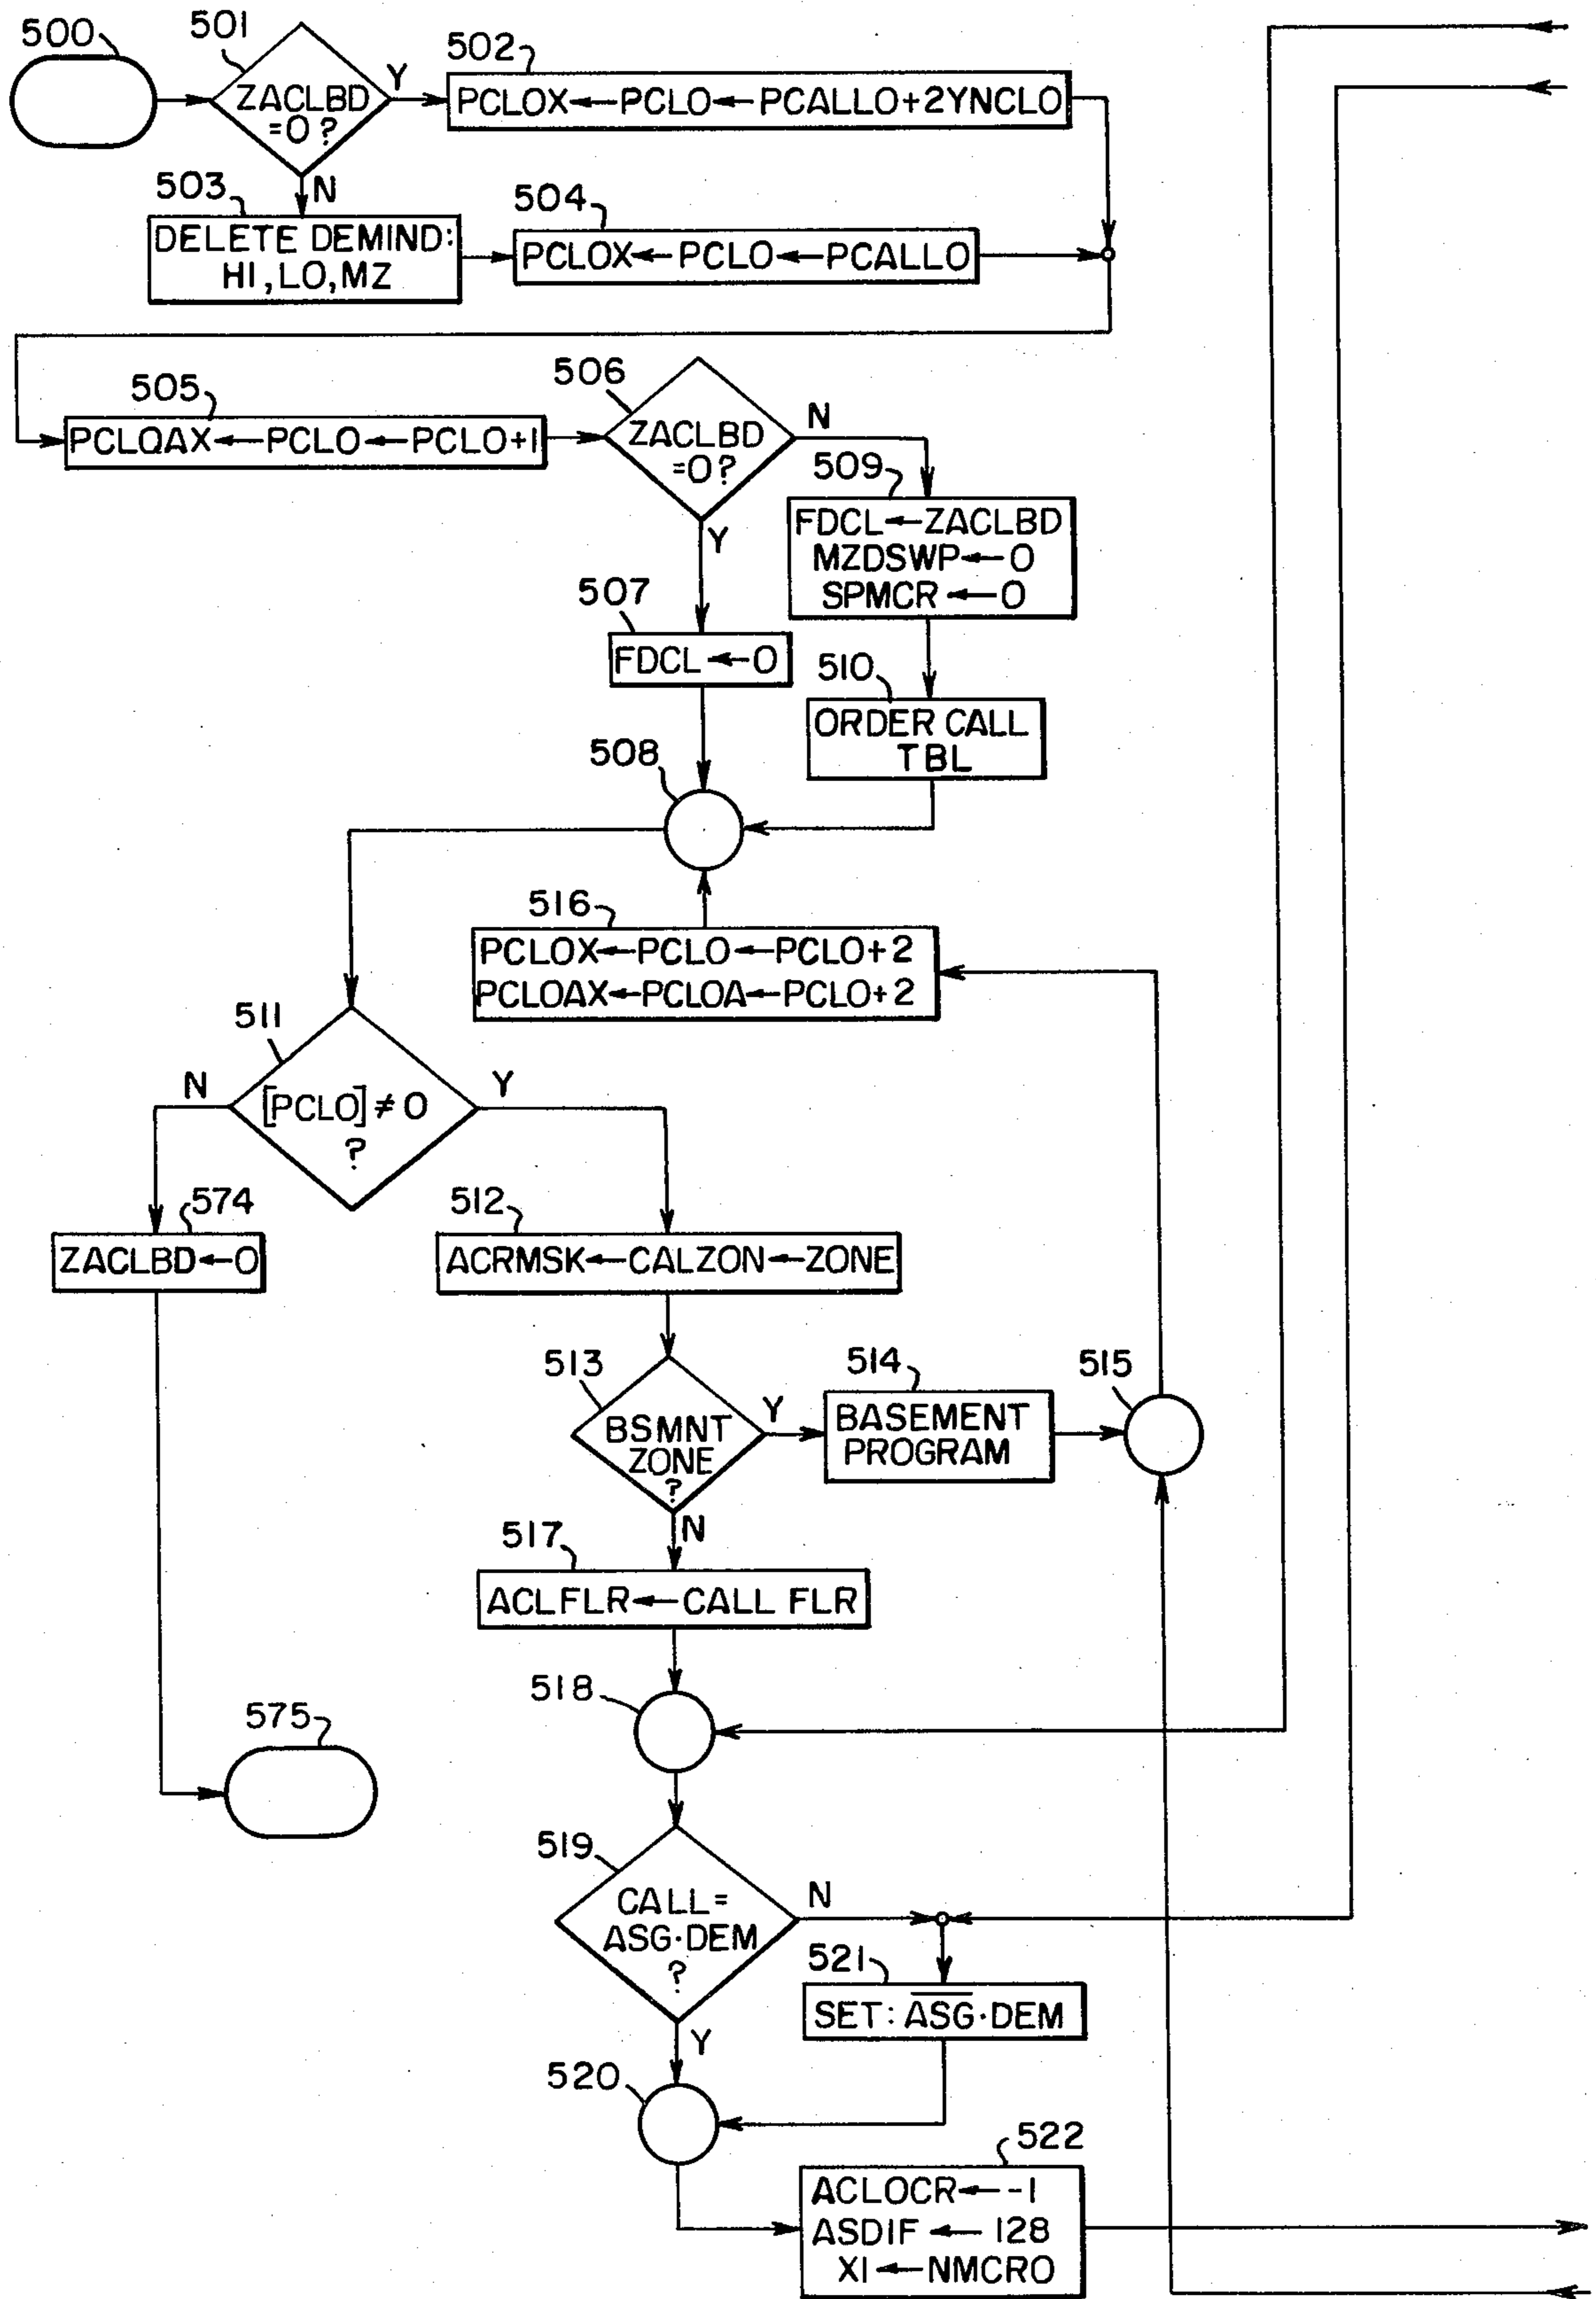 500
501
ZACLBD
=0 ?
Y
N
502
PCLOX←PCLO←PCALLO+2YNCLO
503
DELETE DEMIND:
HI, LO, MZ
504
PCLOX←PCLO←PCALLO
505
PCLQAX←PCLO←PCLO+1
506
ZACLBD
=0?
N
Y
509
FDCL←ZACLBD
MZDSWP←0
SPMCR←0
507
FDCL←0
510
ORDER CALL
TBL
508
516
PCLOX←PCLO←PCLO+2
PCLOAX←PCLOA←PCLO+2
511
N
Y
[PCLO]≠0
?
574
ZACLBD←0
512
ACRMSK←CALZON←ZONE
513
BSMNT
ZONE
?
Y
N
514
BASEMENT
PROGRAM
515
517
ACLFLR←CALL FLR
518
575
519
CALL=
ASG·DEM
?
N
Y
521
SET: A̅S̅G̅·DEM
520
522
ACLOCR←-1
ASDIF←128
XI←NMCRO